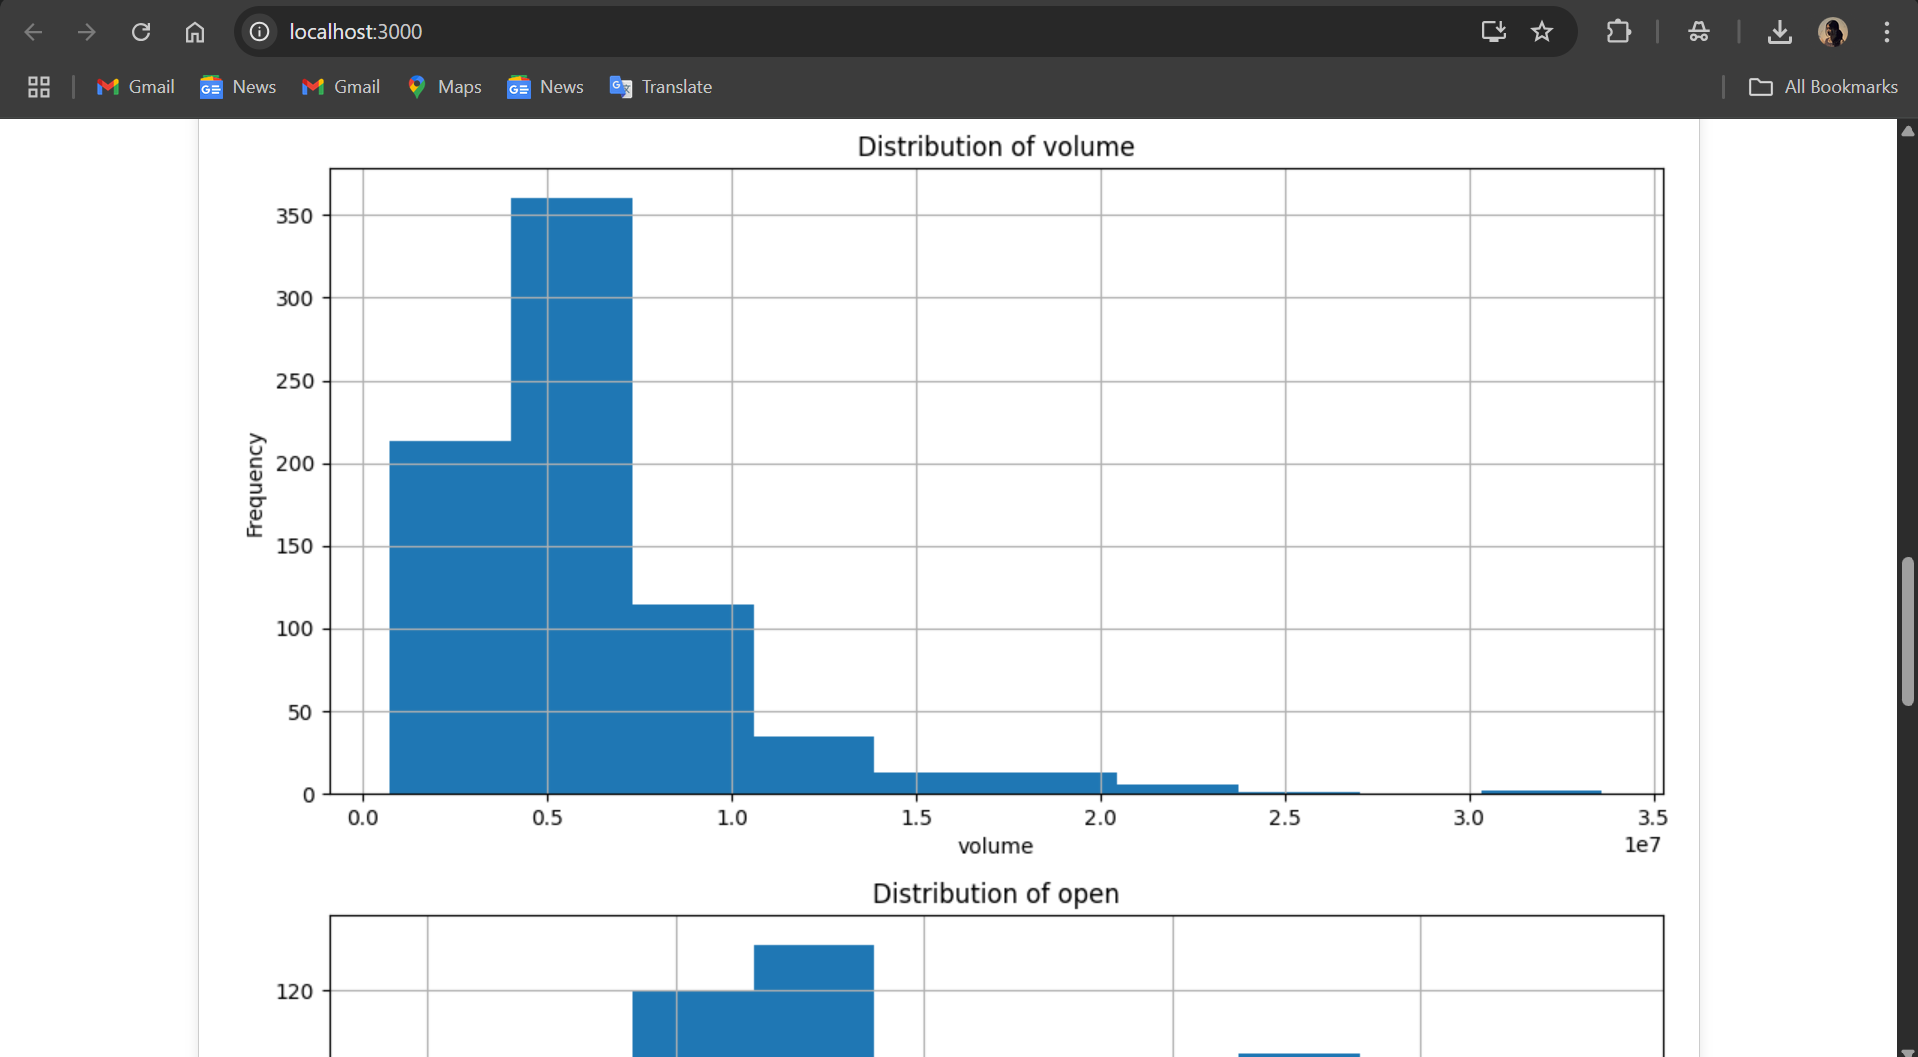 localhost:3000
Gmail News Gmail Maps News Translate All Bookmarks
Distribution of volume
350
300
250
200
150
100
50
0
Frequency
0.0 0.5 1.0 1.5 2.0 2.5 3.0 3.5
1e7
volume
Distribution of open
120